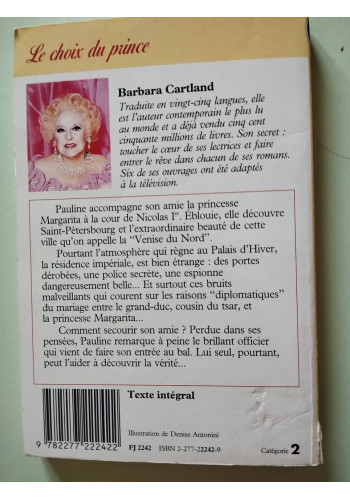 Le choix du prince
Barbara Cartland
Traduite en vingt-cinq langues, elle
est l'auteur contemporain le plus lu
au monde et a déjà vendu cinq cent
cinquante millions de livres. Son secret :
toucher le cœur de ses lectrices et faire
entrer le rêve dans chacun de ses romans.
Six de ses ouvrages ont été adaptés
à la télévision.
Pauline accompagne son amie la princesse
Margarita à la cour de Nicolas Ier. Éblouie, elle découvre
Saint-Pétersbourg et l'extraordinaire beauté de cette
ville qu'on appelle la "Venise du Nord".
Pourtant l'atmosphère qui règne au Palais d'Hiver,
la résidence impériale, est bien étrange : des portes
dérobées, une police secrète, une espionne
dangereusement belle... Et surtout ces bruits
malveillants qui courent sur les raisons "diplomatiques"
du mariage entre le grand-duc, cousin du tsar, et
la princesse Margarita...
Comment secourir son amie ? Perdue dans ses
pensées, Pauline remarque à peine le brillant officier
qui vient de faire son entrée au bal. Lui seul, pourtant,
peut l'aider à découvrir la vérité...
Texte intégral
Illustration de Denise Antonini
9 782277 222422
FJ 2242 ISBN 2-277-22242-9
Catégorie 2